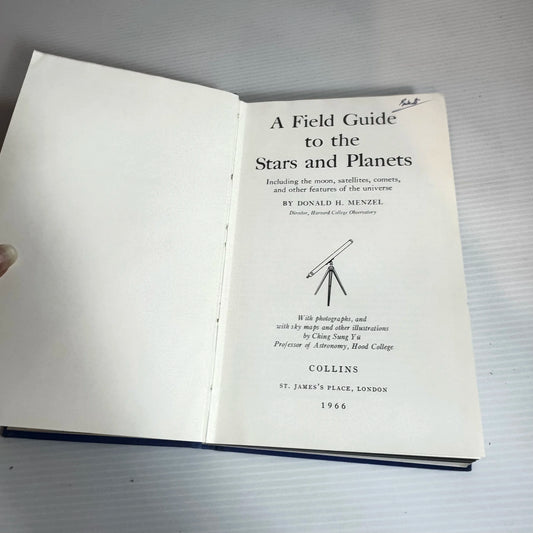 A Field Guide
to the
Stars and Planets
Including the moon, satellites, comets,
and other features of the universe
BY DONALD H. MENZEL
Director, Harvard College Observatory
With photographs, and
with sky maps and other illustrations
by Ching Sung Yü
Professor of Astronomy, Hood College
COLLINS
ST. JAMES'S PLACE, LONDON
1966